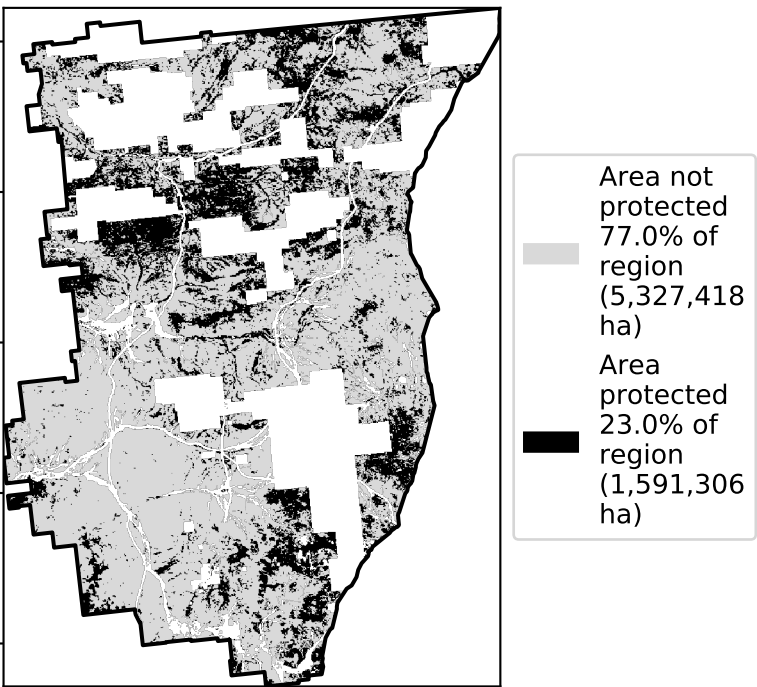 Area not
protected
77.0% of
region
(5,327,418
ha)
Area
protected
23.0% of
region
(1,591,306
ha)